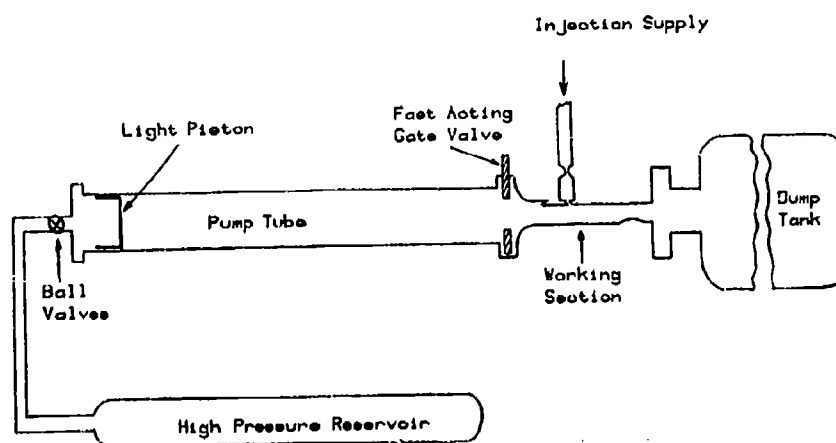 Injection Supply
Fast Acting
Gate Valve
Light Piston
Pump Tube
Dump
Tank
Ball
Valves
Working
Section
High Pressure Reservoir